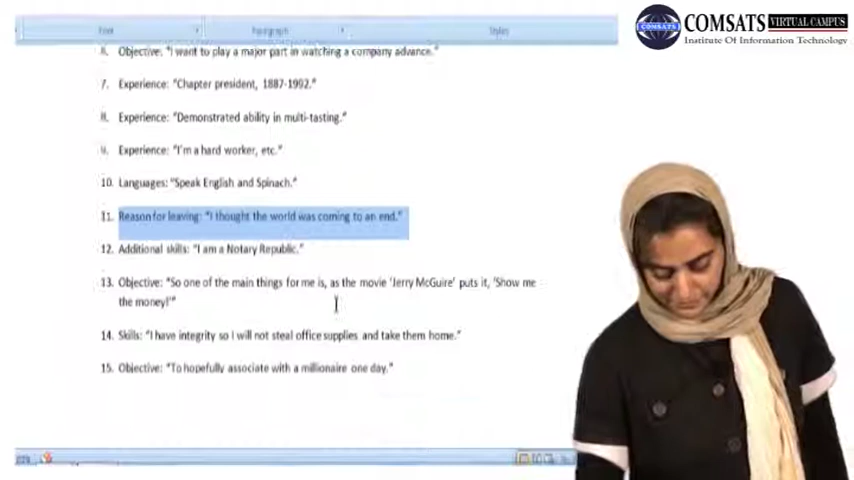 Font Paragraph Styles
COMSATS VIRTUAL CAMPUS
Institute Of Information Technology
6. Objective: "I want to play a major part in watching a company advance."
7. Experience: "Chapter president, 1887-1992."
8. Experience: "Demonstrated ability in multi-tasting."
9. Experience: "I'm a hard worker, etc."
10. Languages: "Speak English and Spinach."
11. Reason for leaving: "I thought the world was coming to an end."
12. Additional skills: "I am a Notary Republic."
13. Objective: "So one of the main things for me is, as the movie 'Jerry McGuire' puts it, 'Show me
the money!'"
14. Skills: "I have integrity so I will not steal office supplies and take them home."
15. Objective: "To hopefully associate with a millionaire one day."